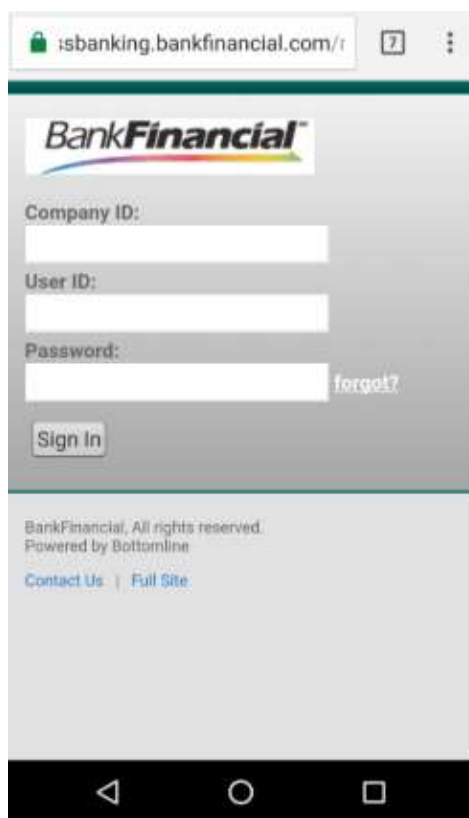 :sbanking.bankfinancial.com/r 7
BankFinancial™
Company ID:
User ID:
Password:
forgot?
Sign In
BankFinancial, All rights reserved.
Powered by Bottomline
Contact Us | Full Site